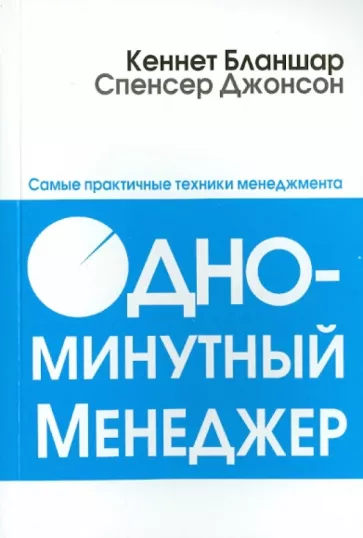 Кеннет Бланшар
Спенсер Джонсон
Самые практичные техники менеджмента
Одно-
минутный
Менеджер